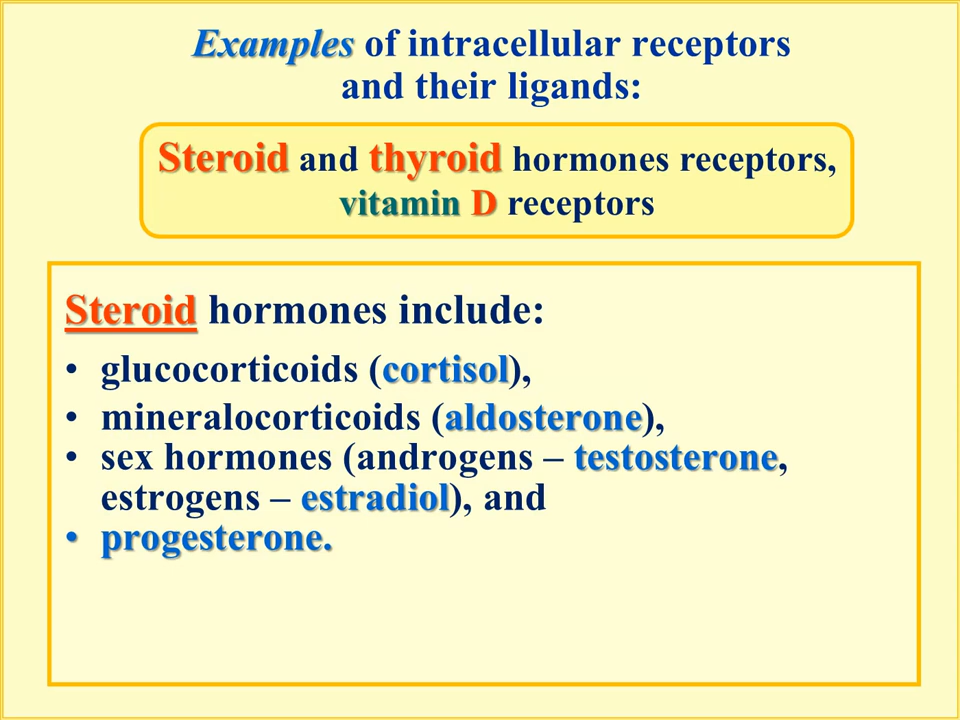 Examples of intracellular receptors
and their ligands:
Steroid and thyroid hormones receptors,
vitamin D receptors
Steroid hormones include:
• glucocorticoids (cortisol),
• mineralocorticoids (aldosterone),
• sex hormones (androgens – testosterone,
estrogens – estradiol), and
• progesterone.